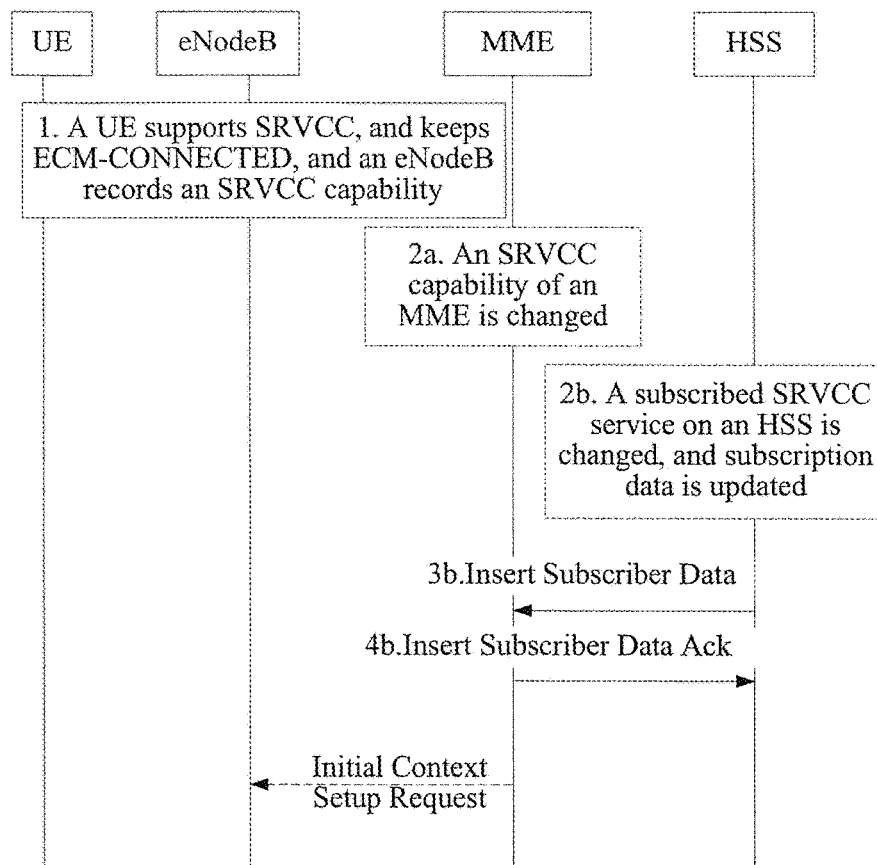 UE
eNodeB
MME
HSS
1. A UE supports SRVCC, and keeps
ECM-CONNECTED, and an eNodeB
records an SRVCC capability
2a. An SRVCC
capability of an
MME is changed
2b. A subscribed SRVCC
service on an HSS is
changed, and subscription
data is updated
3b.Insert Subscriber Data
4b.Insert Subscriber Data Ack
Initial Context
Setup Request